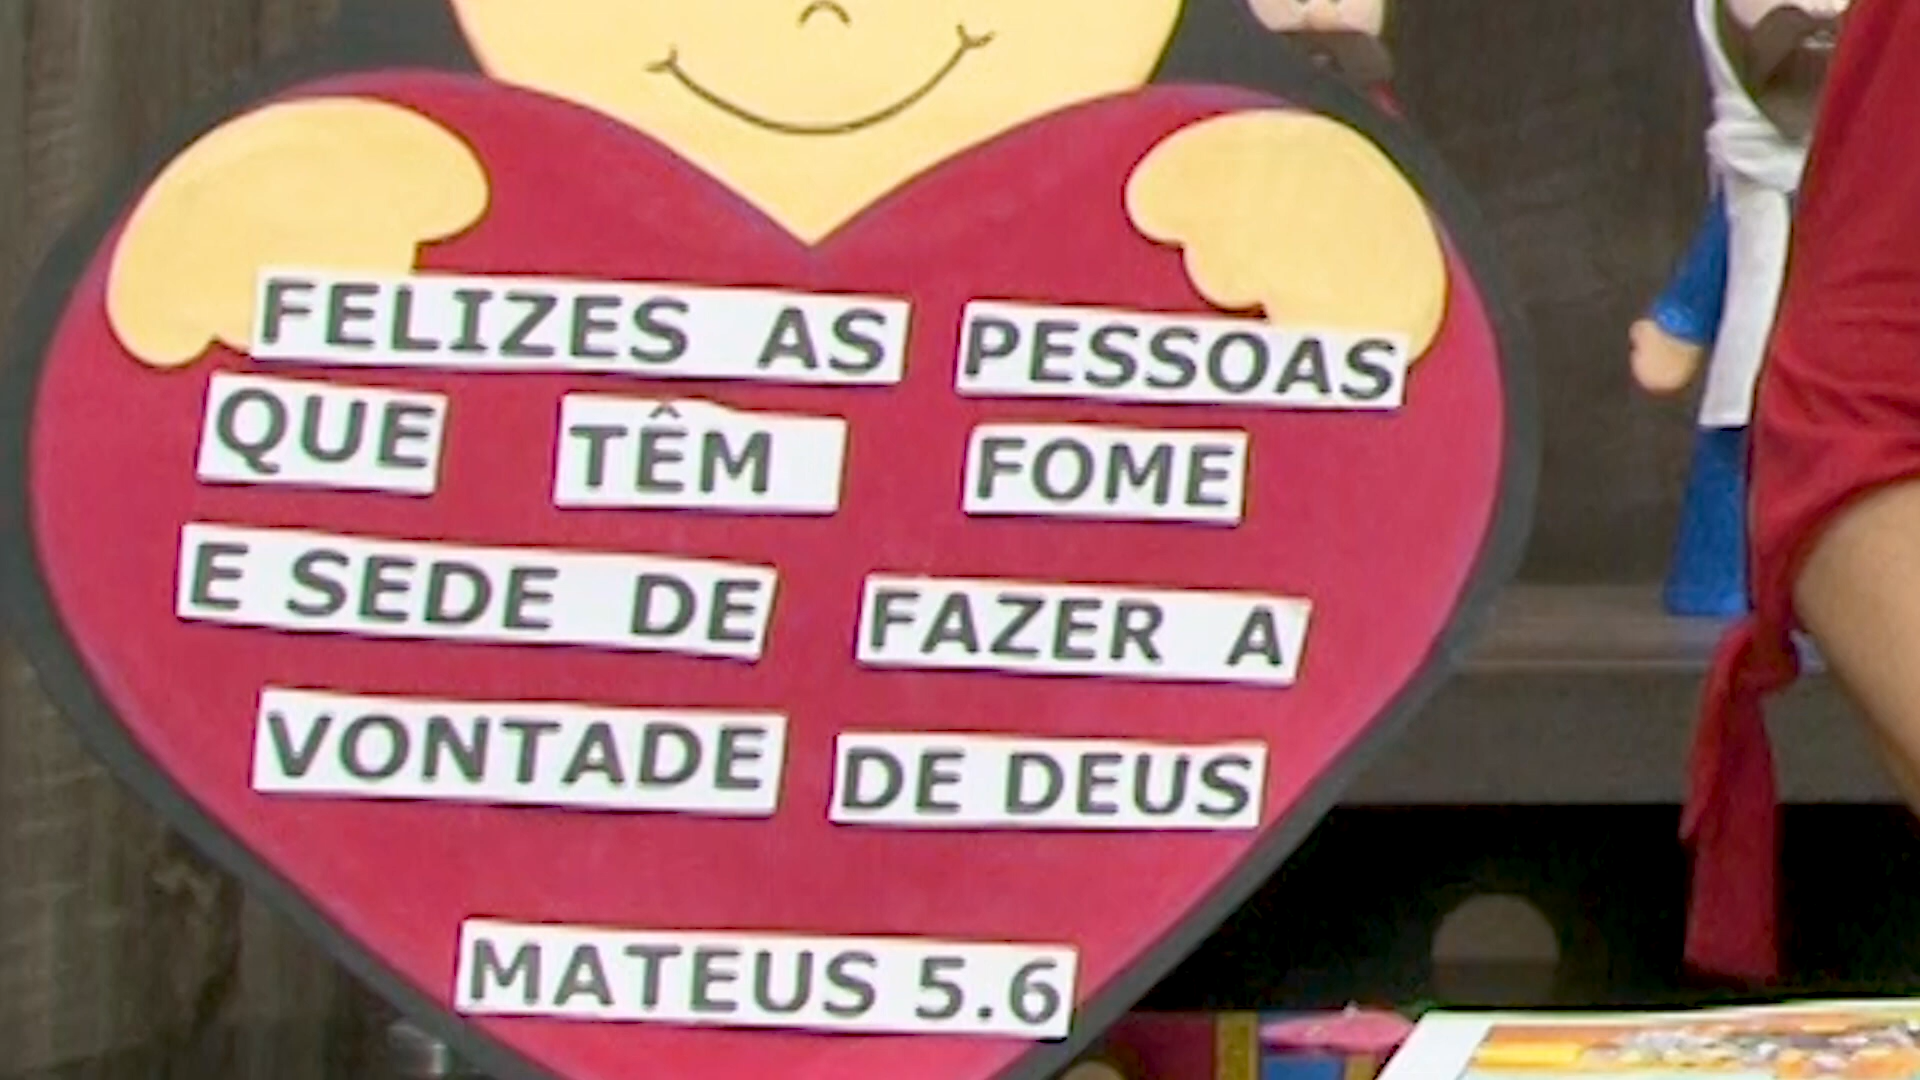 FELIZES AS PESSOAS
QUE TÊM FOME
E SEDE DE FAZER A
VONTADE DE DEUS
MATEUS 5.6